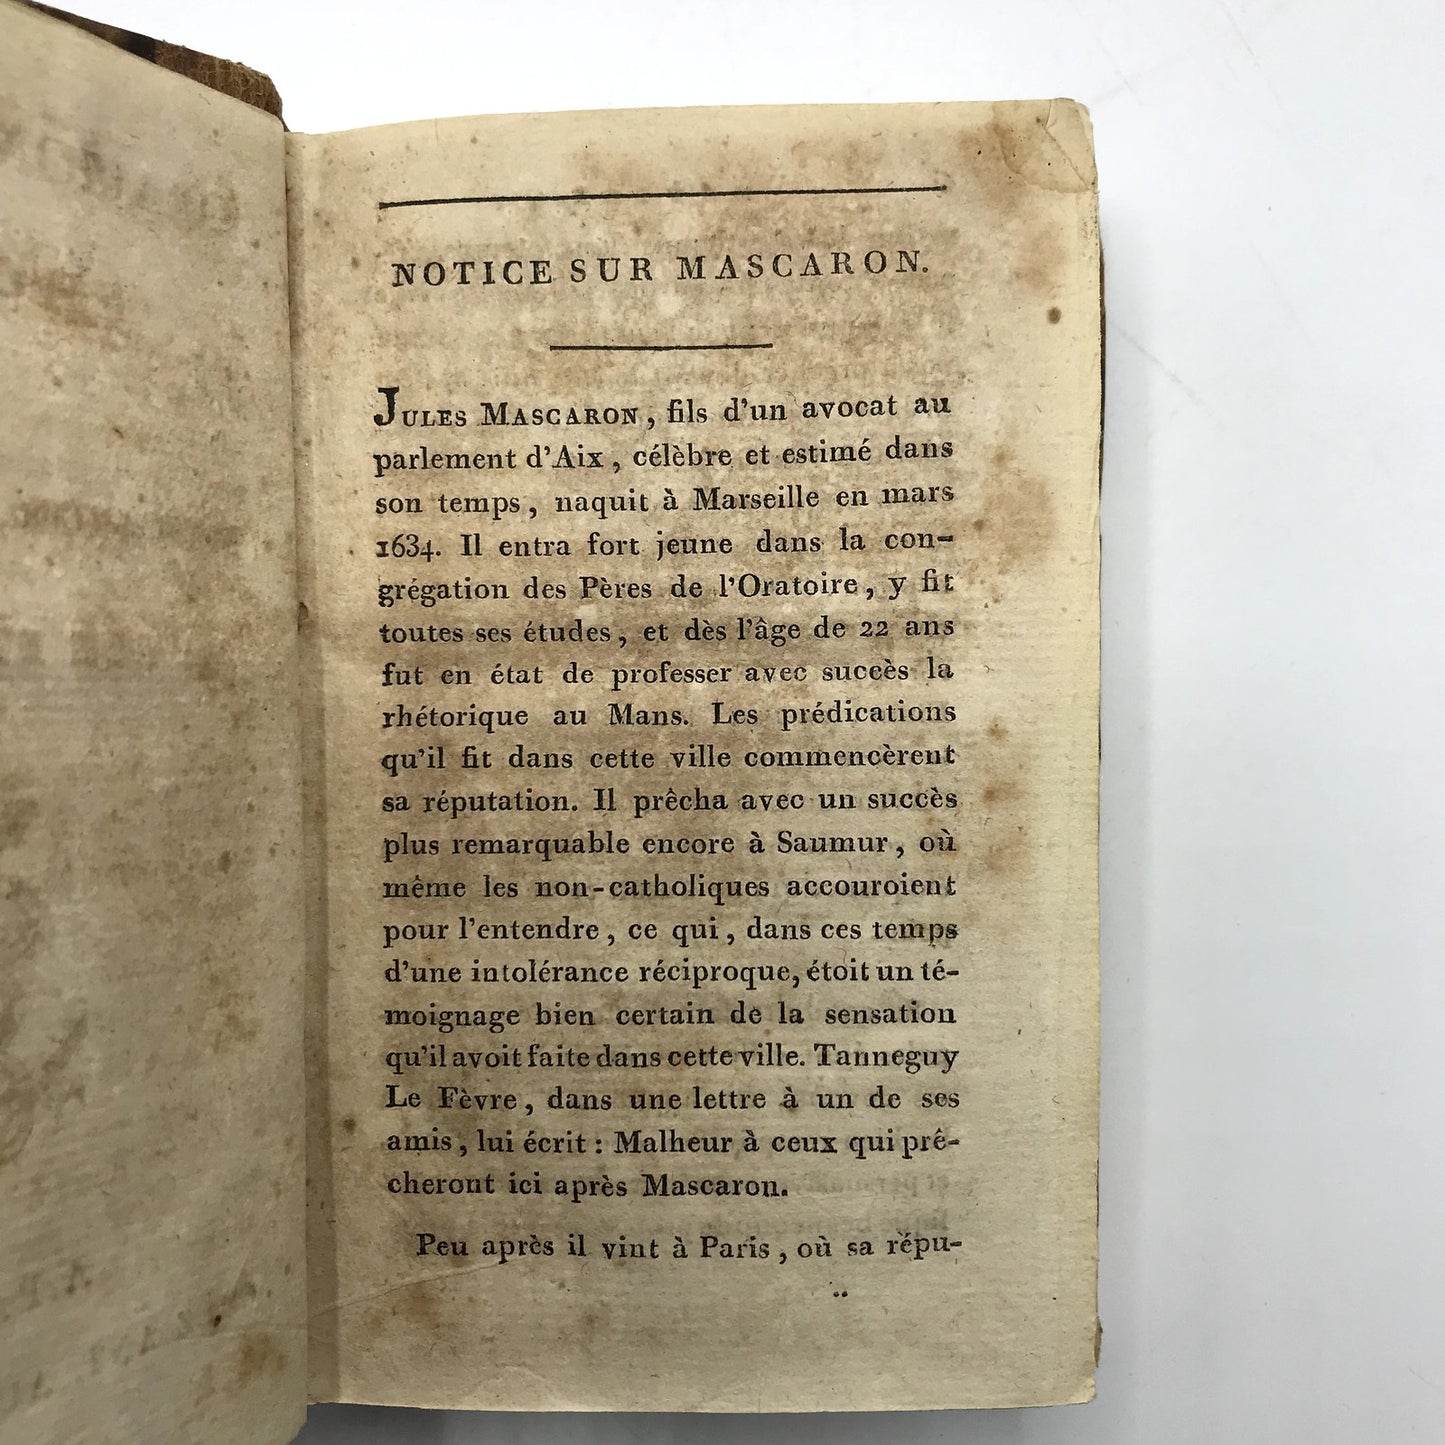 NOTICE SUR MASCARON.
JULES MASCARON, fils d'un avocat au
parlement d'Aix, célèbre et estimé dans
son temps, naquit à Marseille en mars
1634. Il entra fort jeune dans la con-
grégation des Pères de l'Oratoire, y fit
toutes ses études, et dès l'âge de 22 ans
fut en état de professer avec succès la
rhétorique au Mans. Les prédications
qu'il fit dans cette ville commencèrent
sa réputation. Il prêcha avec un succès
plus remarquable encore à Saumur, où
même les non-catholiques accouroient
pour l'entendre, ce qui, dans ces temps
d'une intolérance réciproque, étoit un té-
moignage bien certain de la sensation
qu'il avoit faite dans cette ville. Tanneguy
Le Fèvre, dans une lettre à un de ses
amis, lui écrit : Malheur à ceux qui prê-
cheront ici après Mascaron.
Peu après il vint à Paris, où sa répu-
..